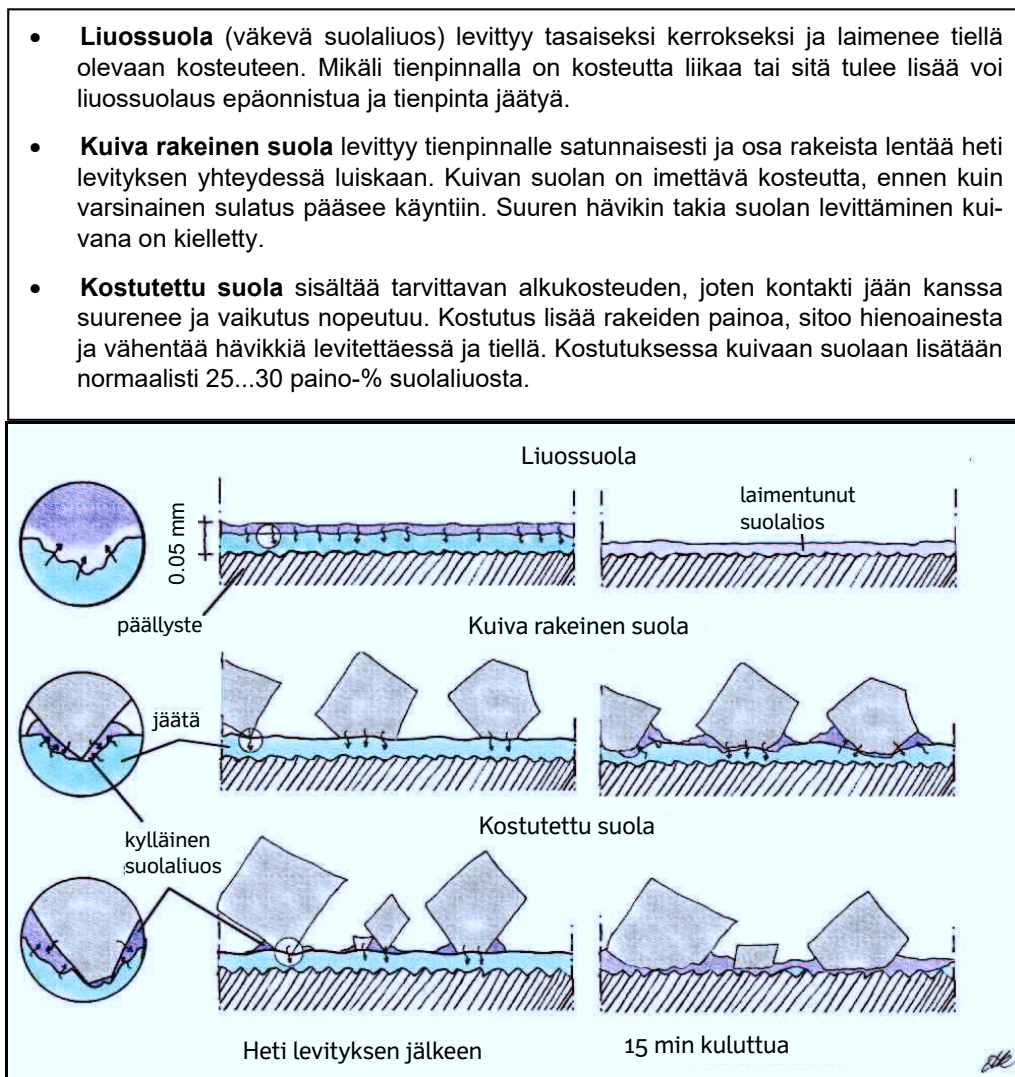 • Liuossuola (väkevä suolaliuos) levittyy tasaiseksi kerrokseksi ja laimenee tiellä
olevaan kosteuteen. Mikäli tienpinnalla on kosteutta liikaa tai sitä tulee lisää voi
liuossuolaus epäonnistua ja tienpinta jäätyä.
• Kuiva rakeinen suola levittyy tienpinnalle satunnaisesti ja osa rakeista lentää heti
levityksen yhteydessä luiskaan. Kuivan suolan on imettävä kosteutta, ennen kuin
varsinainen sulatus pääsee käyntiin. Suuren hävikin takia suolan levittäminen kui-
vana on kielletty.
• Kostutettu suola sisältää tarvittavan alkukosteuden, joten kontakti jään kanssa
suurenee ja vaikutus nopeutuu. Kostutus lisää rakeiden painoa, sitoo hienoainesta
ja vähentää hävikkiä levitettäessä ja tiellä. Kostutuksessa kuivaan suolaan lisätään
normaalisti 25...30 paino-% suolaliuosta.
Liuossuola
0.05 mm
laimentunut
suolalios
päällyste
Kuiva rakeinen suola
jäätä
Kostutettu suola
kylläinen
suolaliuos
Heti levityksen jälkeen
15 min kuluttua